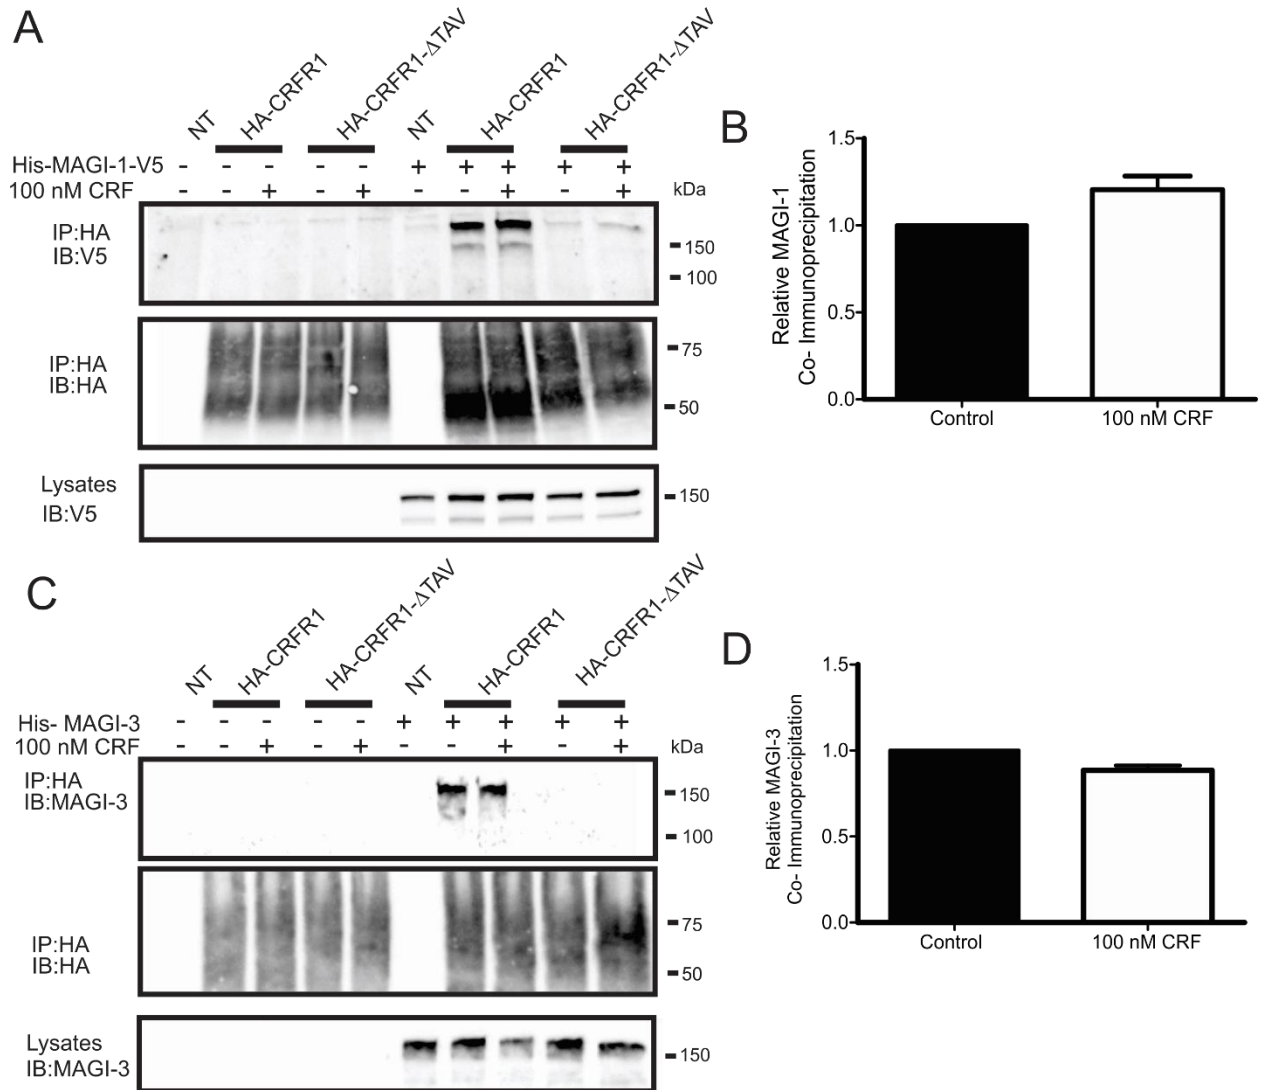 A
NT HA-CRFR1 HA-CRFR1-ΔTAV NT HA-CRFR1 HA-CRFR1-ΔTAV
His-MAGI-1-V5 - - - - - + + + + +
100 nM CRF - - + - + - - + - + kDa
IP:HA
IB:V5
150
100
IP:HA
IB:HA
75
50
Lysates
IB:V5
150
B
Relative MAGI-1
Co- Immunoprecipitation
1.5
1.0
0.5
0.0
Control 100 nM CRF
C
NT HA-CRFR1 HA-CRFR1-ΔTAV NT HA-CRFR1 HA-CRFR1-ΔTAV
His- MAGI-3 - - - - - + + + + +
100 nM CRF - - + - + - - + - + kDa
IP:HA
IB:MAGI-3
150
100
IP:HA
IB:HA
75
50
Lysates
IB:MAGI-3
150
D
Relative MAGI-3
Co- Immunoprecipitation
1.5
1.0
0.5
0.0
Control 100 nM CRF